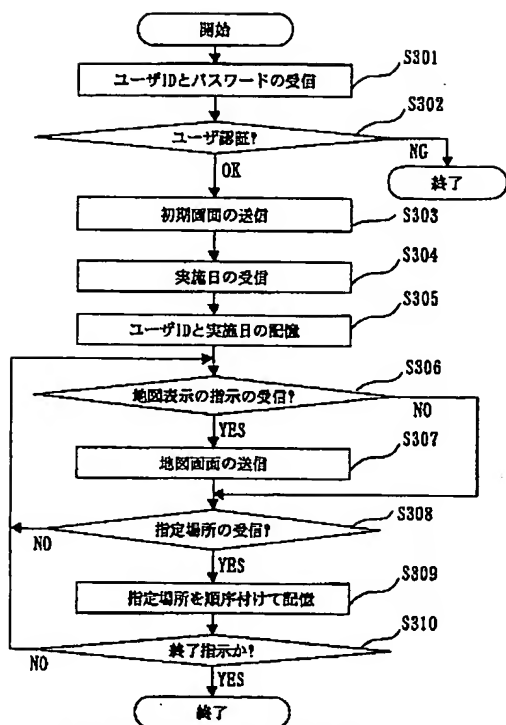 開始
S301
ユーザIDとパスワードの受信
S302
ユーザ認証?
NG
OK
終了
初期画面の送信
S303
S304
実施日の受信
S305
ユーザIDと実施日の記憶
S306
地図表示の指示の受信?
NO
YES
S307
地図画面の送信
S308
指定場所の受信?
NO
YES
S309
指定場所を順序付けて記憶
S310
終了指示か?
NO
YES
終了